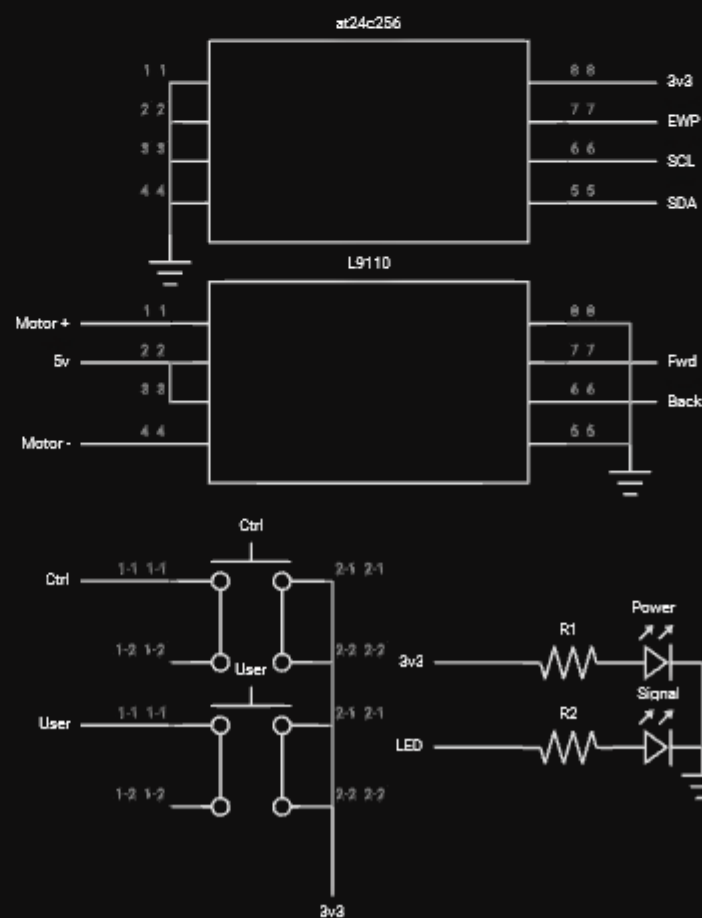 at24c256
1 1
8 8
3v3
2 2
7 7
EWP
3 3
6 6
SCL
4 4
5 5
SDA
L9110
Motor +
1 1
8 8
5v
2 2
7 7
Fwd
3 3
6 6
Back
Motor -
4 4
5 5
Ctrl
Ctrl
1-1 1-1
2-1 2-1
1-2 1-2
2-2 2-2
User
User
1-1 1-1
2-1 2-1
1-2 1-2
2-2 2-2
3v3
Power
R1
3v3
Signal
R2
LED